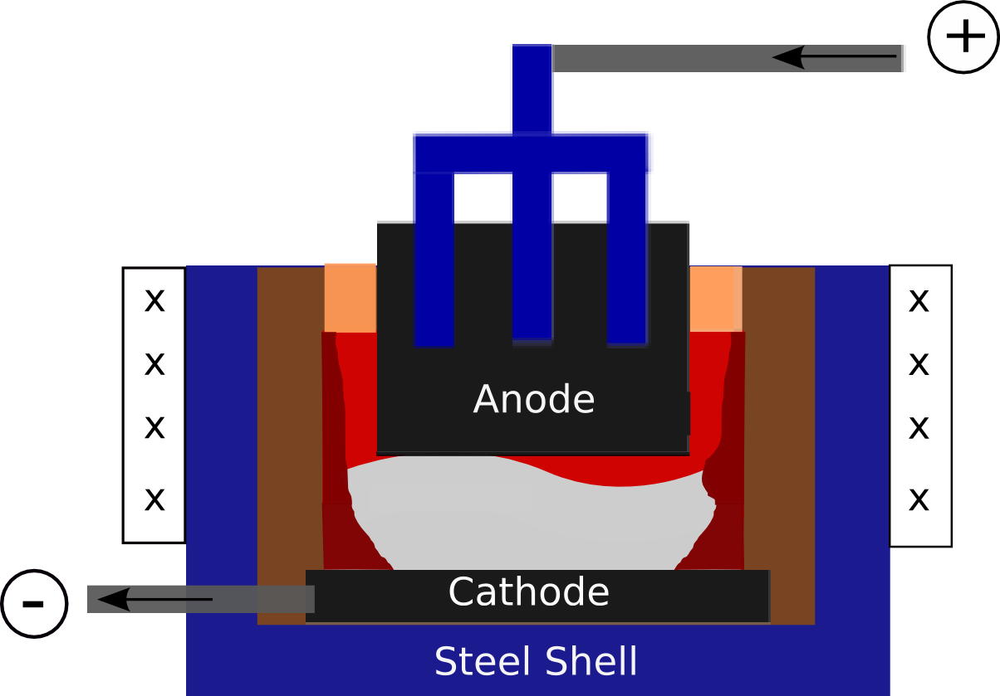 +
x x
x x
Anode
x x
x x
Cathode
-
Steel Shell